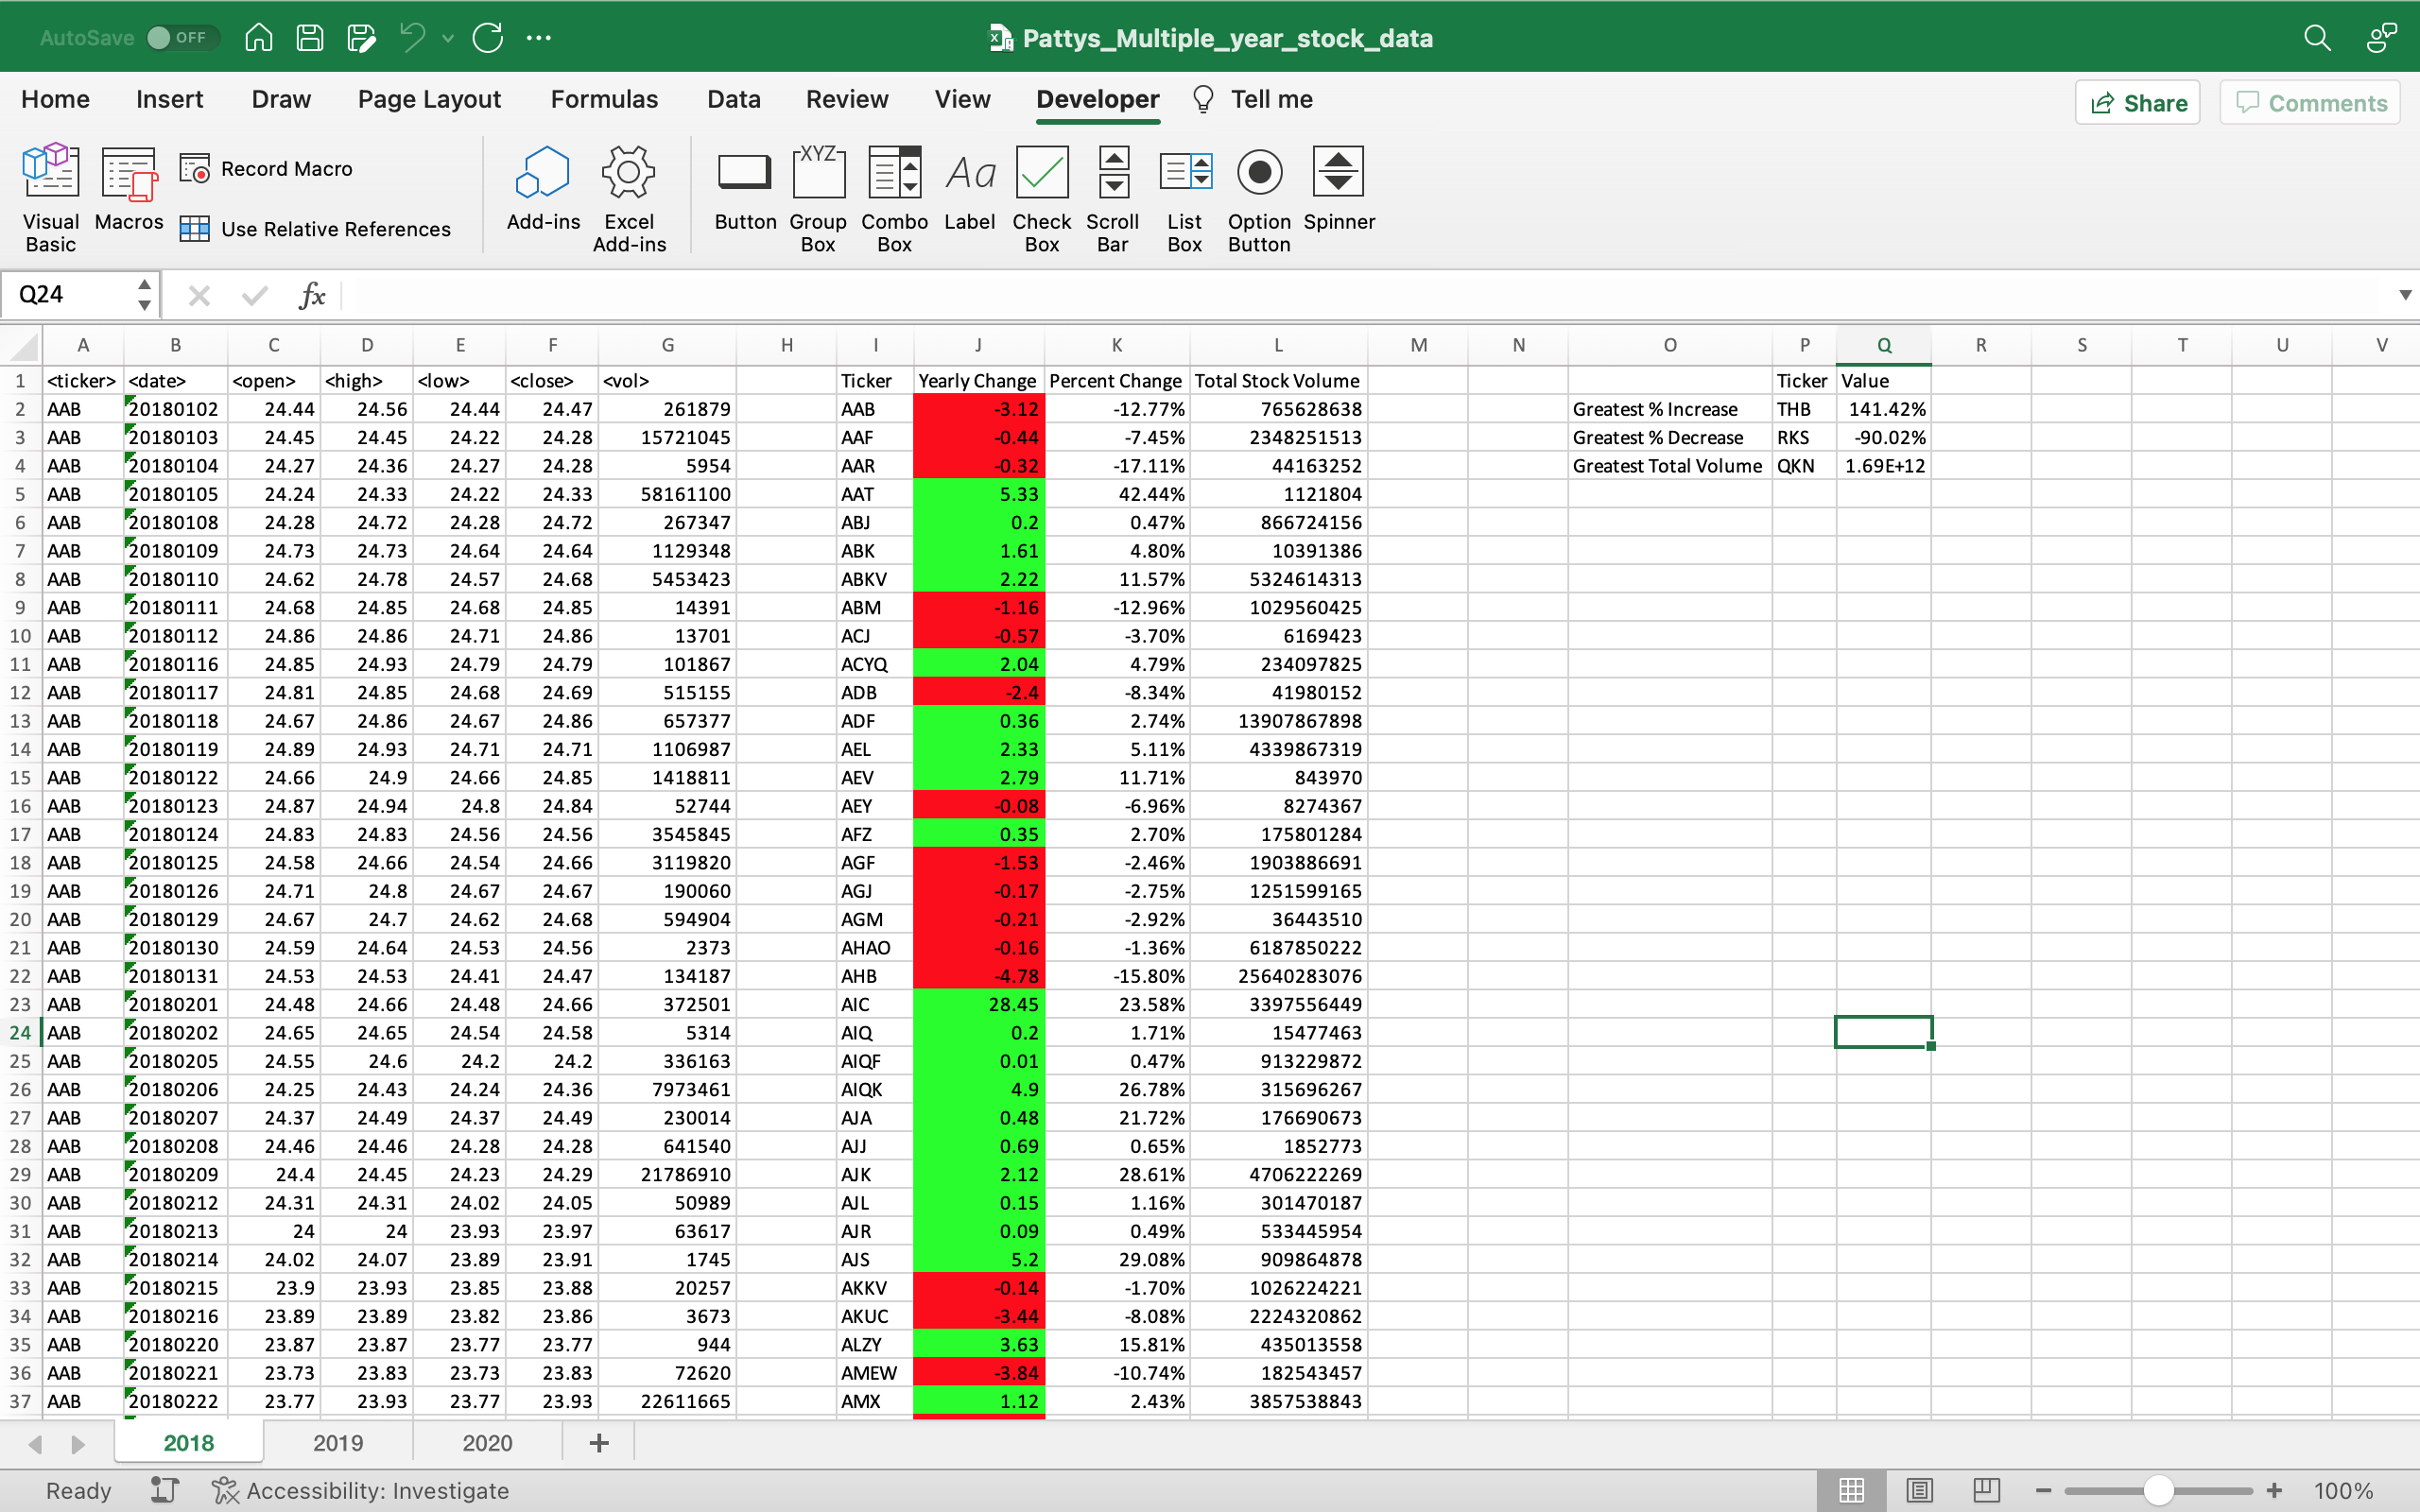 AutoSave OFF Pattys_Multiple_year_stock_data
Home Insert Draw Page Layout Formulas Data Review View Developer Tell me Share Comments
Visual Basic Macros Record Macro Use Relative References Add-ins Excel Add-ins Button Group Box Combo Box Label Check Box Scroll Bar List Box Option Button Spinner
XYZ Aa
Q24 fx
A B C D E F G H I J K L M N O P Q R S T U V
1 <ticker> <date> <open> <high> <low> <close> <vol> Ticker Yearly Change Percent Change Total Stock Volume Ticker Value
2 AAB 20180102 24.44 24.56 24.44 24.47 261879 AAB -3.12 -12.77% 765628638 Greatest % Increase THB 141.42%
3 AAB 20180103 24.45 24.45 24.22 24.28 15721045 AAF -0.44 -7.45% 2348251513 Greatest % Decrease RKS -90.02%
4 AAB 20180104 24.27 24.36 24.27 24.28 5954 AAR -0.32 -17.11% 44163252 Greatest Total Volume QKN 1.69E+12
5 AAB 20180105 24.24 24.33 24.22 24.33 58161100 AAT 5.33 42.44% 1121804
6 AAB 20180108 24.28 24.72 24.28 24.72 267347 ABJ 0.2 0.47% 866724156
7 AAB 20180109 24.73 24.73 24.64 24.64 1129348 ABK 1.61 4.80% 10391386
8 AAB 20180110 24.62 24.78 24.57 24.68 5453423 ABKV 2.22 11.57% 5324614313
9 AAB 20180111 24.68 24.85 24.68 24.85 14391 ABM -1.16 -12.96% 1029560425
10 AAB 20180112 24.86 24.86 24.71 24.86 13701 ACJ -0.57 -3.70% 6169423
11 AAB 20180116 24.85 24.93 24.79 24.79 101867 ACYQ 2.04 4.79% 234097825
12 AAB 20180117 24.81 24.85 24.68 24.69 515155 ADB -2.4 -8.34% 41980152
13 AAB 20180118 24.67 24.86 24.67 24.86 657377 ADF 0.36 2.74% 13907867898
14 AAB 20180119 24.89 24.93 24.71 24.71 1106987 AEL 2.33 5.11% 4339867319
15 AAB 20180122 24.66 24.9 24.66 24.85 1418811 AEV 2.79 11.71% 843970
16 AAB 20180123 24.87 24.94 24.8 24.84 52744 AEY -0.08 -6.96% 8274367
17 AAB 20180124 24.83 24.83 24.56 24.56 3545845 AFZ 0.35 2.70% 175801284
18 AAB 20180125 24.58 24.66 24.54 24.66 3119820 AGF -1.53 -2.46% 1903886691
19 AAB 20180126 24.71 24.8 24.67 24.67 190060 AGJ -0.17 -2.75% 1251599165
20 AAB 20180129 24.67 24.7 24.62 24.68 594904 AGM -0.21 -2.92% 36443510
21 AAB 20180130 24.59 24.64 24.53 24.56 2373 AHAO -0.16 -1.36% 6187850222
22 AAB 20180131 24.53 24.53 24.41 24.47 134187 AHB -4.78 -15.80% 25640283076
23 AAB 20180201 24.48 24.66 24.48 24.66 372501 AIC 28.45 23.58% 3397556449
24 AAB 20180202 24.65 24.65 24.54 24.58 5314 AIQ 0.2 1.71% 15477463
25 AAB 20180205 24.55 24.6 24.2 24.2 336163 AIQF 0.01 0.47% 913229872
26 AAB 20180206 24.25 24.43 24.24 24.36 7973461 AIQK 4.9 26.78% 315696267
27 AAB 20180207 24.37 24.49 24.37 24.49 230014 AJA 0.48 21.72% 176690673
28 AAB 20180208 24.46 24.46 24.28 24.28 641540 AJJ 0.69 0.65% 1852773
29 AAB 20180209 24.4 24.45 24.23 24.29 21786910 AJK 2.12 28.61% 4706222269
30 AAB 20180212 24.31 24.31 24.02 24.05 50989 AJL 0.15 1.16% 301470187
31 AAB 20180213 24 24 23.93 23.97 63617 AJR 0.09 0.49% 533445954
32 AAB 20180214 24.02 24.07 23.89 23.91 1745 AJS 5.2 29.08% 909864878
33 AAB 20180215 23.9 23.93 23.85 23.88 20257 AKKV -0.14 -1.70% 1026224221
34 AAB 20180216 23.89 23.89 23.82 23.86 3673 AKUC -3.44 -8.08% 2224320862
35 AAB 20180220 23.87 23.87 23.77 23.77 944 ALZY 3.63 15.81% 435013558
36 AAB 20180221 23.73 23.83 23.73 23.83 72620 AMEW -3.84 -10.74% 182543457
37 AAB 20180222 23.77 23.93 23.77 23.93 22611665 AMX 1.12 2.43% 3857538843
2018 2019 2020 +
Ready Accessibility: Investigate 100%